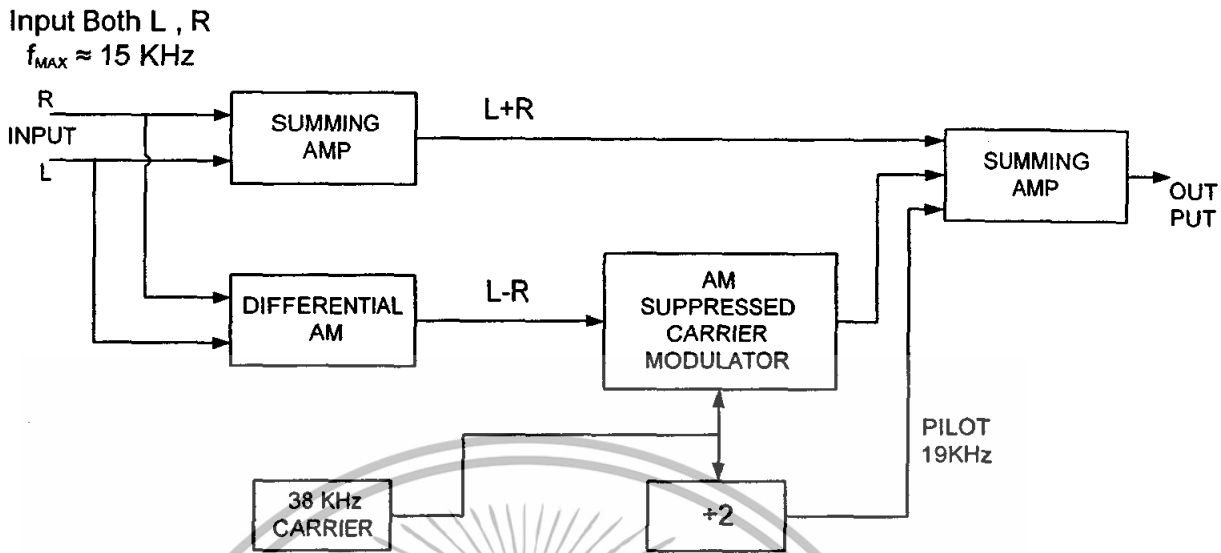 Input Both L , R
fMAX ≈ 15 KHz
R
INPUT
L
SUMMING
AMP
L+R
SUMMING
AMP
OUT
PUT
DIFFERENTIAL
AM
L-R
AM
SUPPRESSED
CARRIER
MODULATOR
PILOT
19KHz
38 KHz
CARRIER
÷2